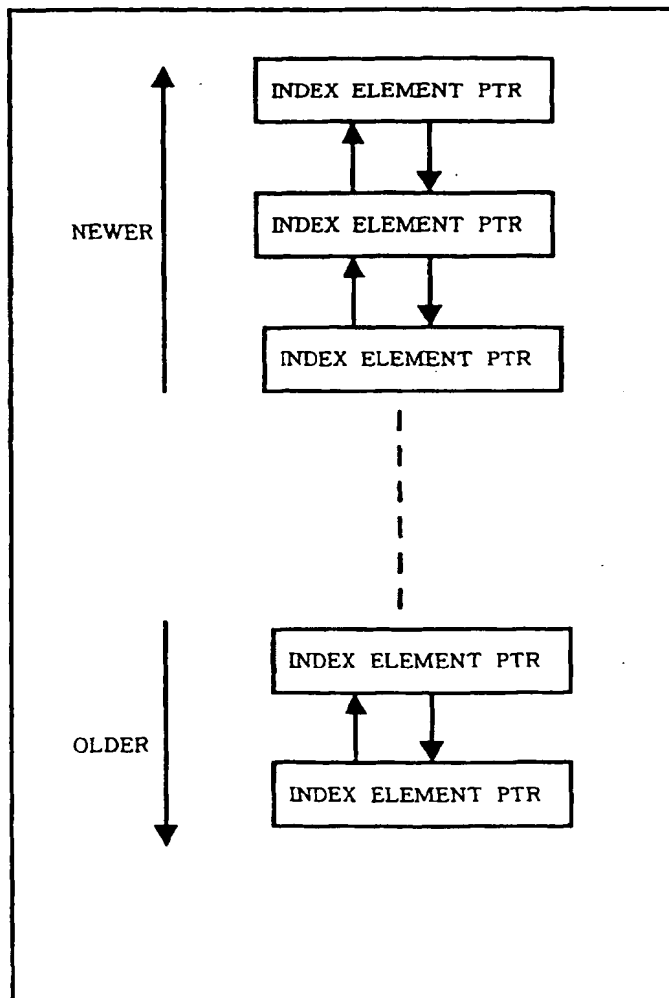 INDEX ELEMENT PTR
INDEX ELEMENT PTR
NEWER
INDEX ELEMENT PTR
INDEX ELEMENT PTR
OLDER
INDEX ELEMENT PTR